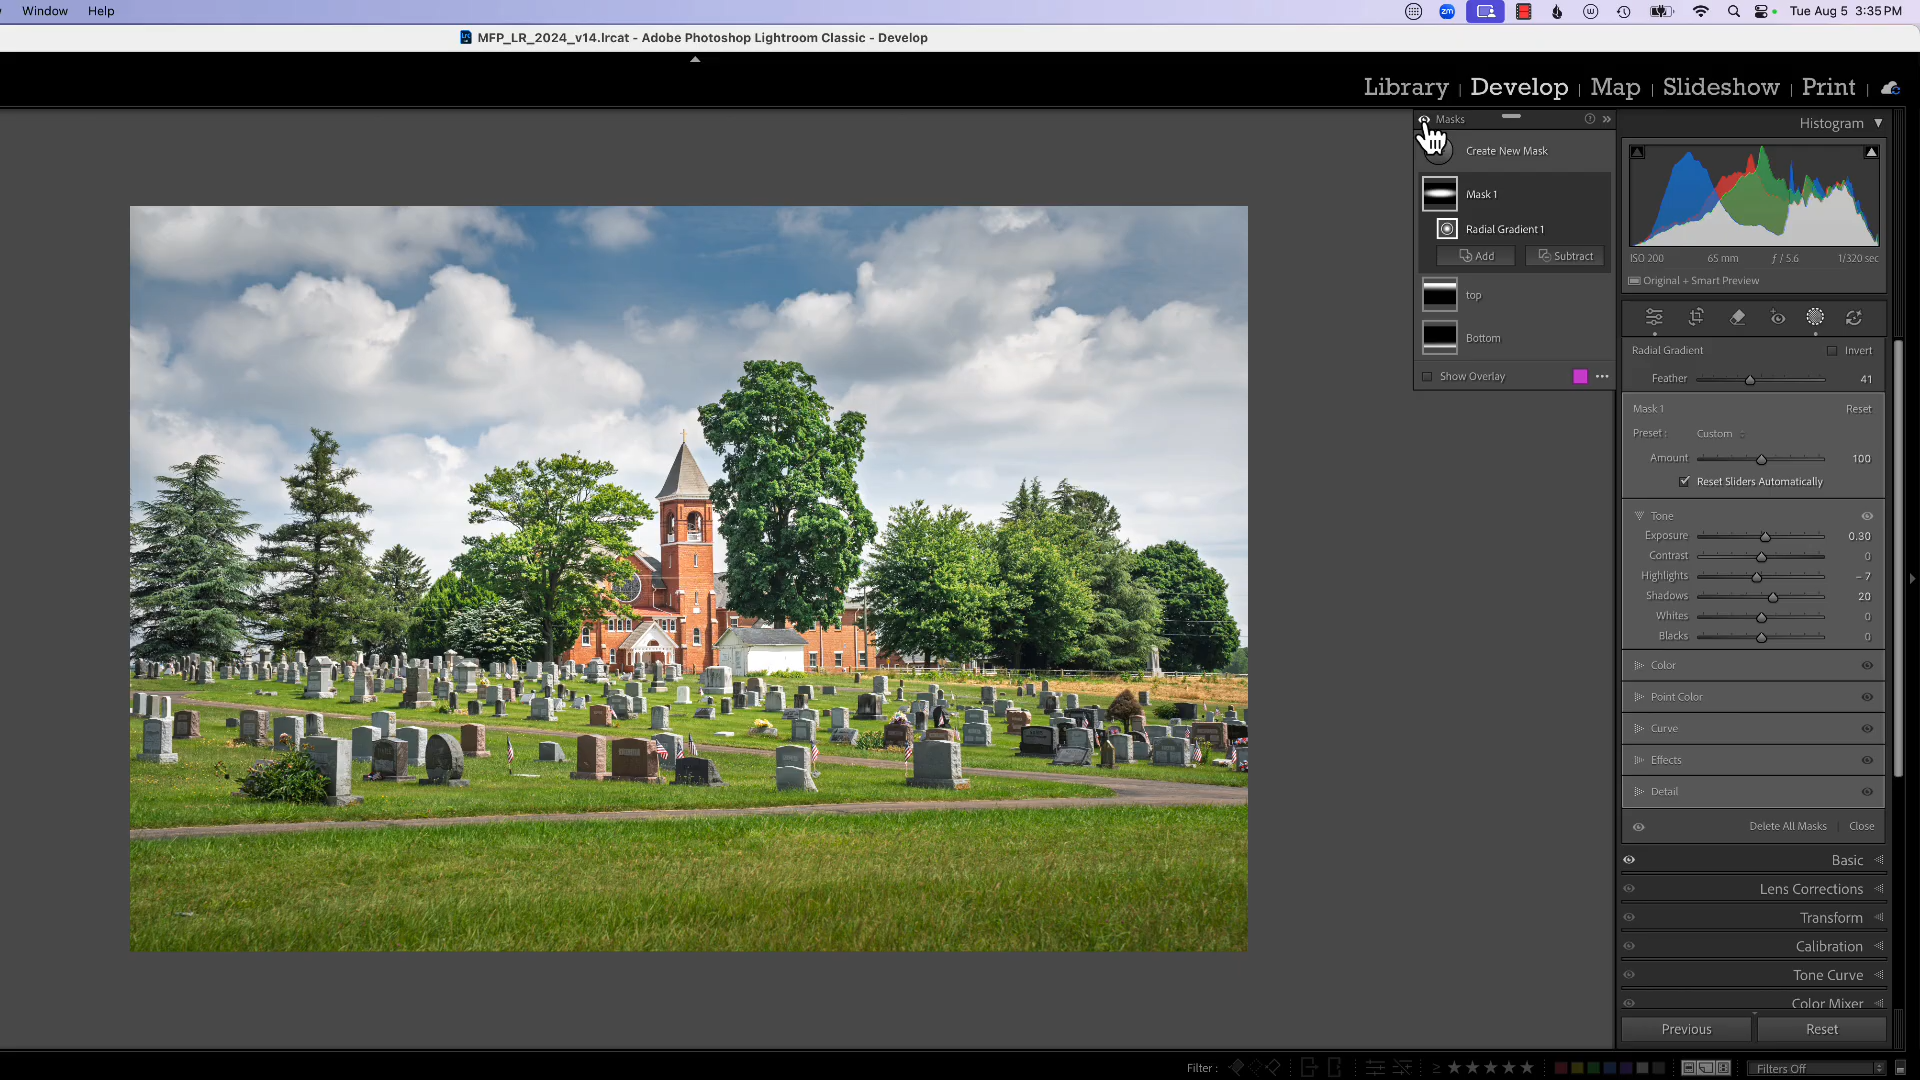 Window Help
Tue Aug 5 3:35 PM
MFP_LR_2024_v14.lrcat - Adobe Photoshop Lightroom Classic - Develop
Library | Develop | Map | Slideshow | Print |
Masks
Create New Mask
Mask 1
Radial Gradient 1
Add Subtract
top
Bottom
Show Overlay
Histogram
ISO 200 65 mm ƒ / 5.6 1/320 sec
Original + Smart Preview
Radial Gradient Invert
Feather 41
Mask 1 Reset
Preset: Custom
Amount 100
Reset Sliders Automatically
Tone
Exposure 0.30
Contrast 0
Highlights – 7
Shadows 20
Whites 0
Blacks 0
Color
Point Color
Curve
Effects
Detail
Delete All Masks Close
Basic
Lens Corrections
Transform
Calibration
Tone Curve
Color Mixer
Previous Reset
Filter : Filters Off